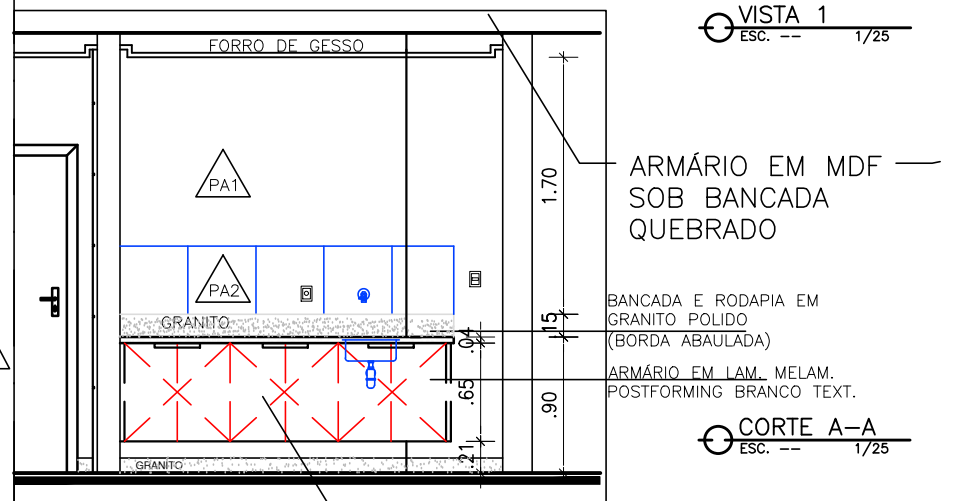 VISTA 1
ESC. -- 1/25
FORRO DE GESSO
PA1
1.70
ARMÁRIO EM MDF
SOB BANCADA
QUEBRADO
PA2
GRANITO
.15
BANCADA E RODAPIA EM
GRANITO POLIDO
(BORDA ABAULADA)
.04
ARMÁRIO EM LAM. MELAM.
POSTFORMING BRANCO TEXT.
.65
.90
CORTE A-A
ESC. -- 1/25
.21
GRANITO